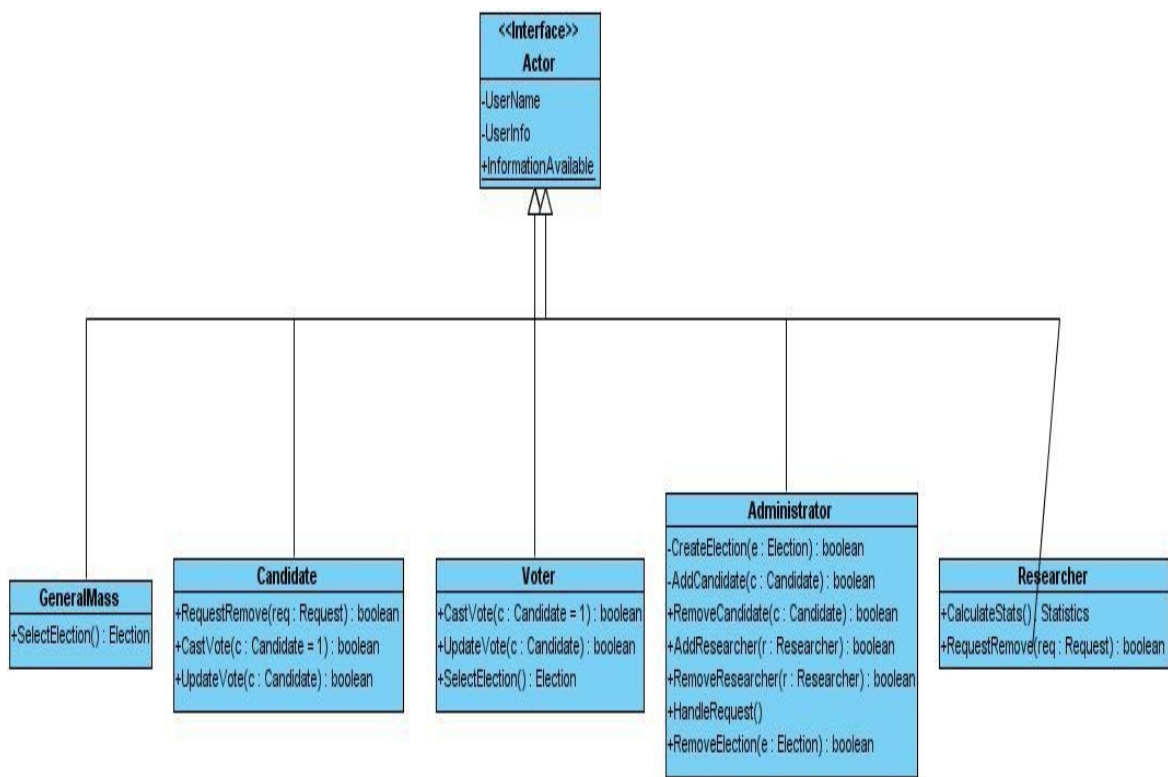 <<Interface>>
Actor
-UserName
-UserInfo
+InformationAvailable
GeneralMass
+SelectElection() : Election
Candidate
+RequestRemove(req : Request) : boolean
+CastVote(c : Candidate = 1) : boolean
+UpdateVote(c : Candidate) : boolean
Voter
+CastVote(c : Candidate = 1) : boolean
+UpdateVote(c : Candidate) : boolean
+SelectElection() : Election
Administrator
-CreateElection(e : Election) : boolean
-AddCandidate(c : Candidate) : boolean
+RemoveCandidate(c : Candidate) : boolean
+AddResearcher(r : Researcher) : boolean
+RemoveResearcher(r : Researcher) : boolean
+HandleRequest()
+RemoveElection(e : Election) : boolean
Researcher
+CalculateStats() : Statistics
+RequestRemove(req : Request) : boolean